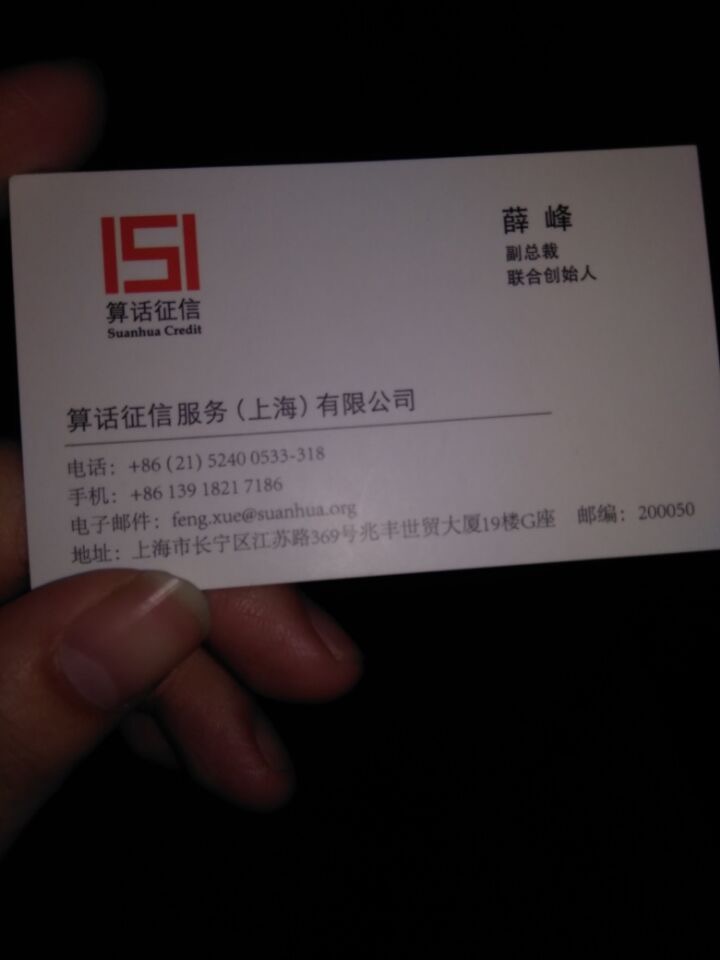 算话征信
Suanhua Credit
薛 峰
副总裁
联合创始人
算话征信服务（上海）有限公司
电话：+86 (21) 5240 0533-318
手机：+86 139 1821 7186
电子邮件：feng.xue@suanhua.org
地址：上海市长宁区江苏路369号兆丰世贸大厦19楼G座 邮编：200050